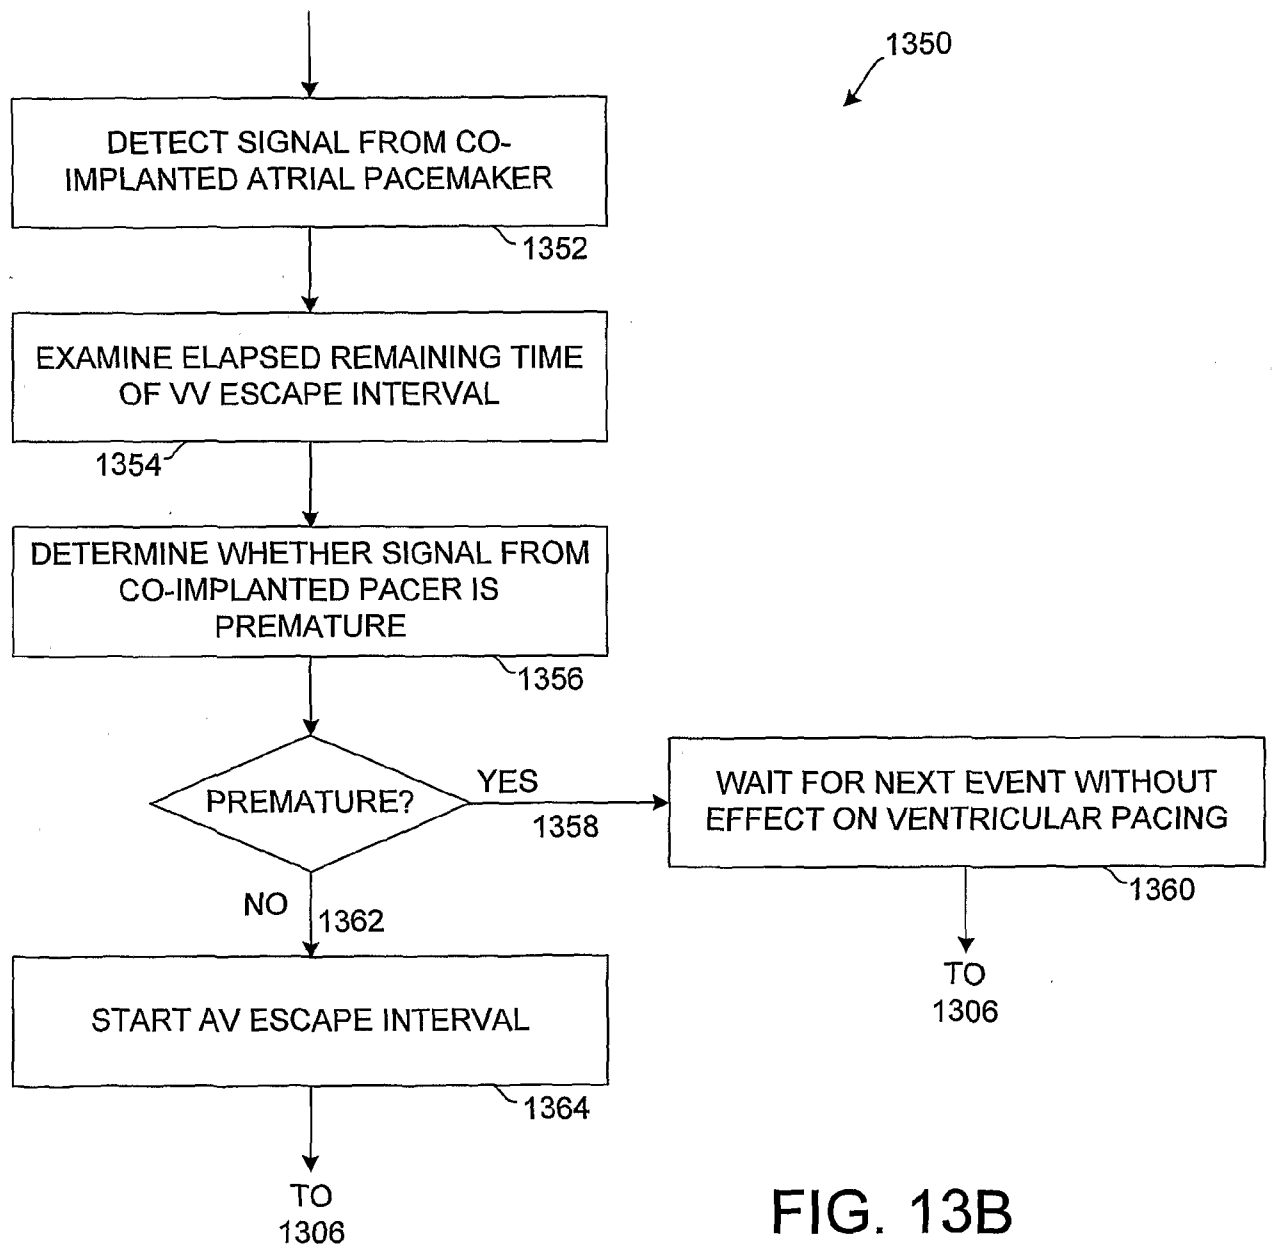 1350
DETECT SIGNAL FROM CO-
IMPLANTED ATRIAL PACEMAKER
1352
EXAMINE ELAPSED REMAINING TIME
OF VV ESCAPE INTERVAL
1354
DETERMINE WHETHER SIGNAL FROM
CO-IMPLANTED PACER IS
PREMATURE
1356
PREMATURE?
YES
1358
WAIT FOR NEXT EVENT WITHOUT
EFFECT ON VENTRICULAR PACING
1360
TO
1306
NO
1362
START AV ESCAPE INTERVAL
1364
TO
1306
FIG. 13B